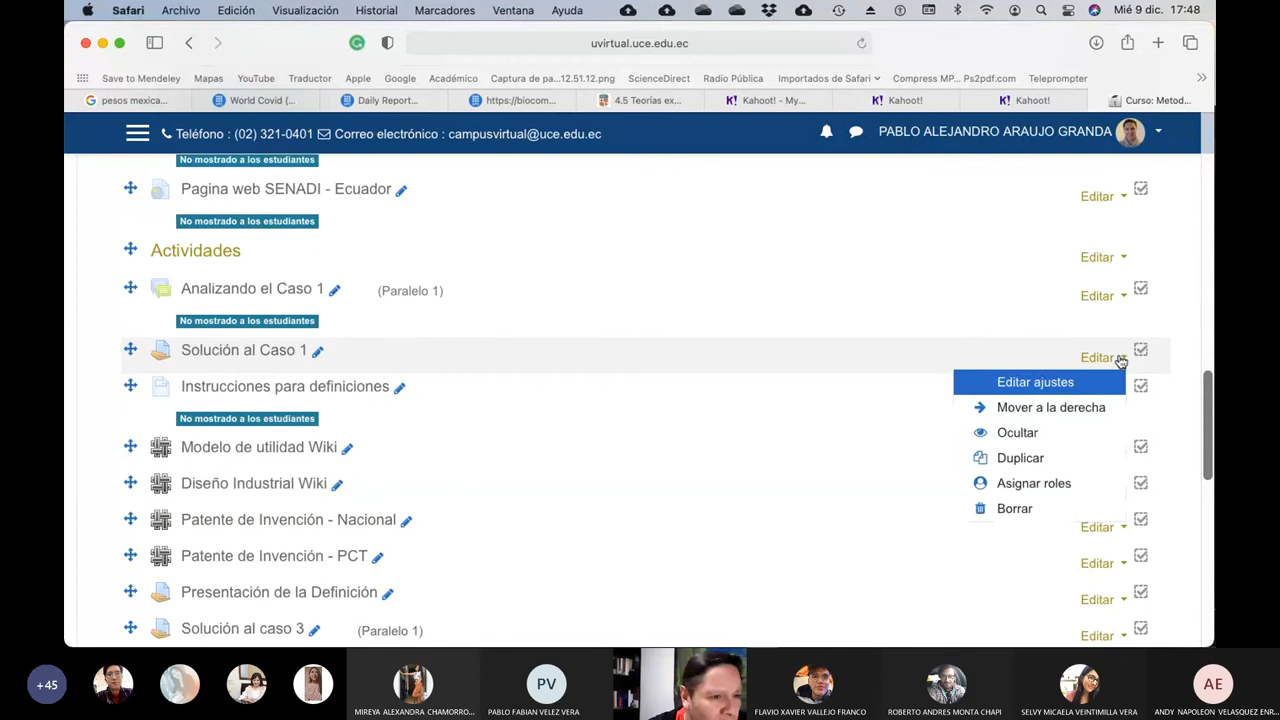 Safari Archivo Edición Visualización Historial Marcadores Ventana Ayuda Mié 9 dic. 17:48
uvirtual.uce.edu.ec
Save to Mendeley Mapas YouTube Traductor Apple Google Académico Captura de pa...12.51.12.png ScienceDirect Radio Pública Importados de Safari Compress MP... Ps2pdf.com Teleprompter
pesos mexica... World Covid (... Daily Report... https://biocom... 4.5 Teorías ex... Kahoot! - My... Kahoot! Kahoot! Curso: Metod...
Teléfono : (02) 321-0401 Correo electrónico : campusvirtual@uce.edu.ec PABLO ALEJANDRO ARAUJO GRANDA
No mostrado a los estudiantes
Pagina web SENADI - Ecuador Editar
No mostrado a los estudiantes
Actividades Editar
Analizando el Caso 1 (Paralelo 1) Editar
No mostrado a los estudiantes
Solución al Caso 1 Editar
Editar ajustes
Instrucciones para definiciones
Mover a la derecha
No mostrado a los estudiantes
Ocultar
Modelo de utilidad Wiki
Duplicar
Diseño Industrial Wiki
Asignar roles
Borrar
Patente de Invención - Nacional Editar
Patente de Invención - PCT Editar
Presentación de la Definición Editar
Solución al caso 3 (Paralelo 1) Editar
+45 PV AE
MIREYA ALEXANDRA CHAMORRO... PABLO FABIAN VELEZ VERA FLAVIO XAVIER VALLEJO FRANCO ROBERTO ANDRES MONTA CHAPI SELVY MICAELA VEINTIMILLA VERA ANDY NAPOLEON VELASQUEZ ENR...